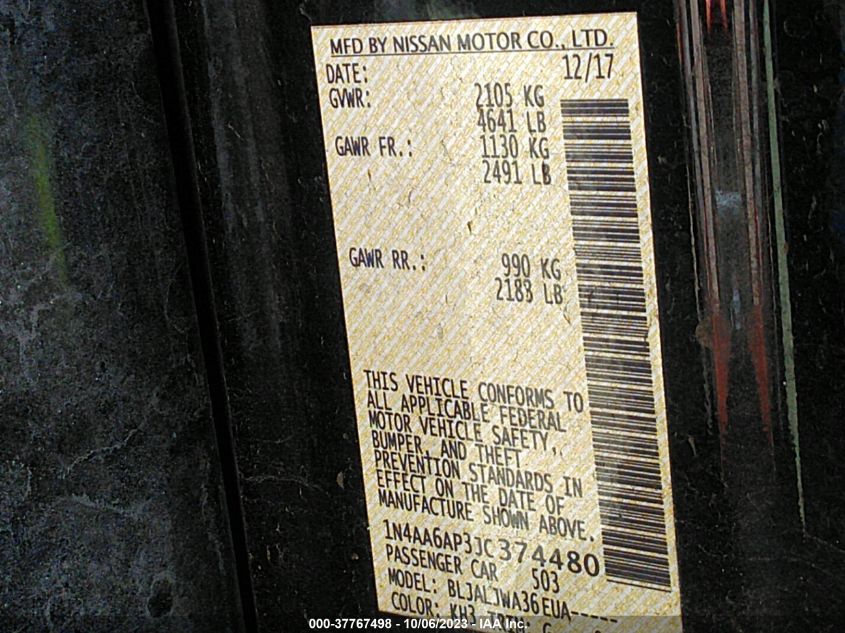 MFD BY NISSAN MOTOR CO., LTD.
DATE: 12/17
GVWR: 2105 KG
4641 LB
GAWR FR.: 1130 KG
2491 LB
GAWR RR.: 990 KG
2183 LB
THIS VEHICLE CONFORMS TO
ALL APPLICABLE FEDERAL
MOTOR VEHICLE SAFETY,
BUMPER, AND THEFT
PREVENTION STANDARDS IN
EFFECT ON THE DATE OF
MANUFACTURE SHOWN ABOVE.
1N4AA6AP3JC374480
PASSENGER CAR 503
MODEL: BLJALJWA36EUA-----
COLOR: KH3 TRIM: G
000-37767498 - 10/06/2023 - IAA Inc.